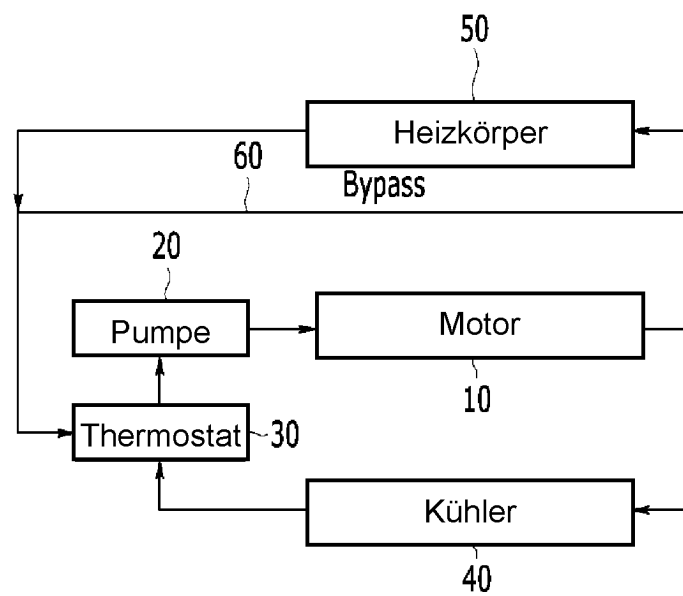 50
Heizkörper
60
Bypass
20
Pumpe
Motor
10
Thermostat
30
Kühler
40